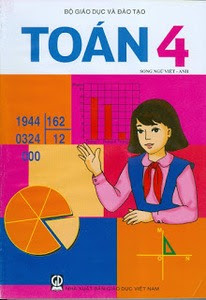 BỘ GIÁO DỤC VÀ ĐÀO TẠO
TOÁN 4
SONG NGỮ VIỆT - ANH
1944 162
0324 12
000
M
O
N
NHÀ XUẤT BẢN GIÁO DỤC VIỆT NAM